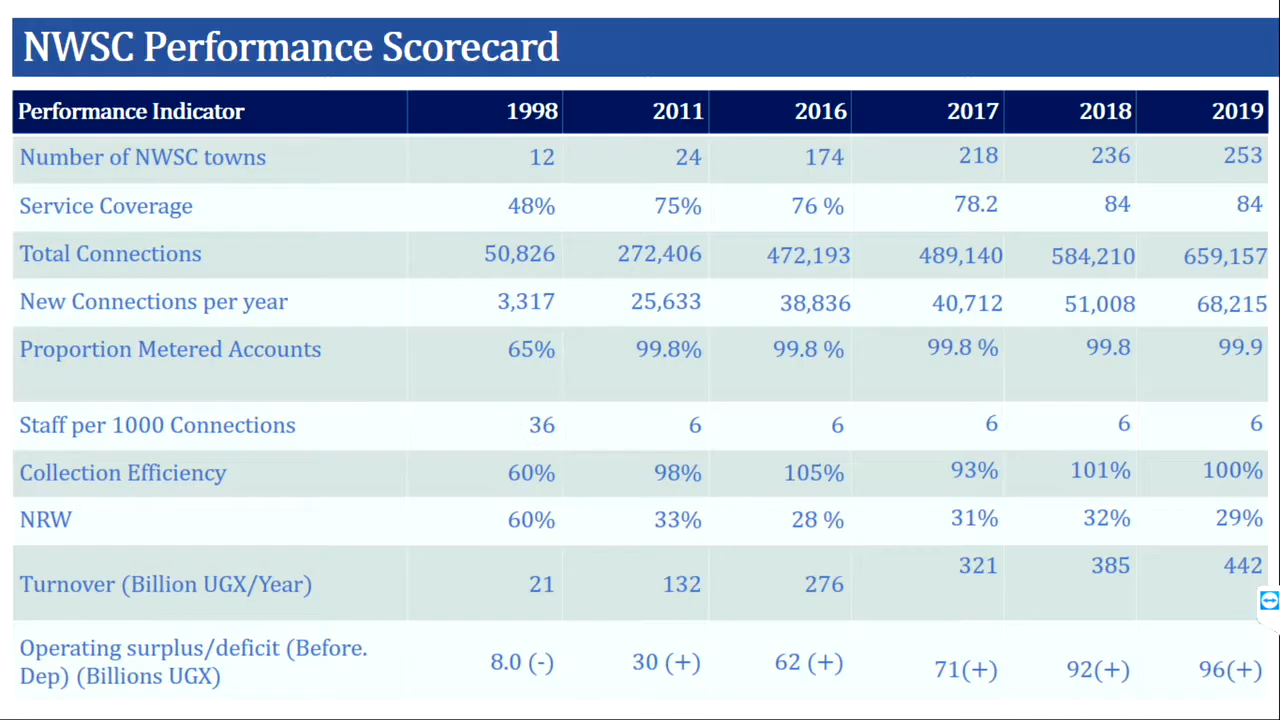 NWSC Performance Scorecard
Performance Indicator 1998 2011 2016 2017 2018 2019
Number of NWSC towns 12 24 174 218 236 253
Service Coverage 48% 75% 76 % 78.2 84 84
Total Connections 50,826 272,406 472,193 489,140 584,210 659,157
New Connections per year 3,317 25,633 38,836 40,712 51,008 68,215
Proportion Metered Accounts 65% 99.8% 99.8 % 99.8 % 99.8 99.9
Staff per 1000 Connections 36 6 6 6 6 6
Collection Efficiency 60% 98% 105% 93% 101% 100%
NRW 60% 33% 28 % 31% 32% 29%
Turnover (Billion UGX/Year) 21 132 276 321 385 442
Operating surplus/deficit (Before.
Dep) (Billions UGX) 8.0 (-) 30 (+) 62 (+) 71(+) 92(+) 96(+)